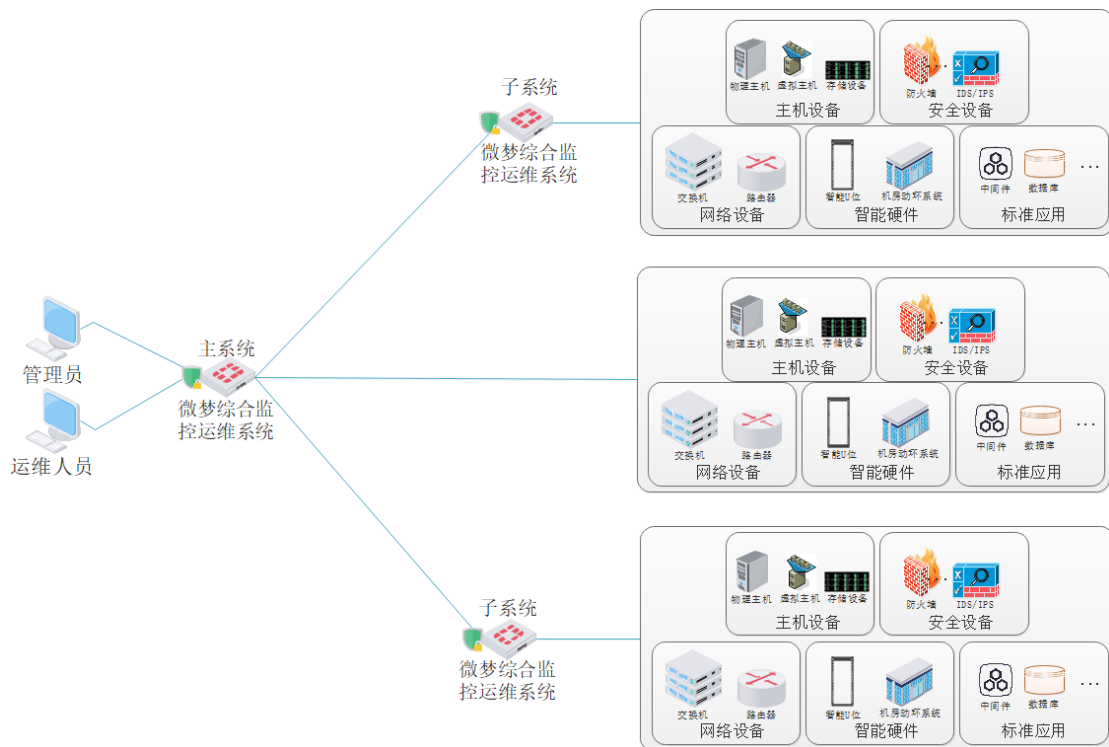 管理员
运维人员
主系统
微梦综合监
控运维系统
子系统
微梦综合监
控运维系统
物理主机
虚拟主机
存储设备
主机设备
防火墙
IDS/IPS
安全设备
交换机
路由器
网络设备
智能U位
机房动环系统
智能硬件
中间件
数据库
...
标准应用
物理主机
虚拟主机
存储设备
主机设备
防火墙
IDS/IPS
安全设备
交换机
路由器
网络设备
智能U位
机房动环系统
智能硬件
中间件
数据库
...
标准应用
子系统
微梦综合监
控运维系统
物理主机
虚拟主机
存储设备
主机设备
防火墙
IDS/IPS
安全设备
交换机
路由器
网络设备
智能U位
机房动环系统
智能硬件
中间件
数据库
...
标准应用